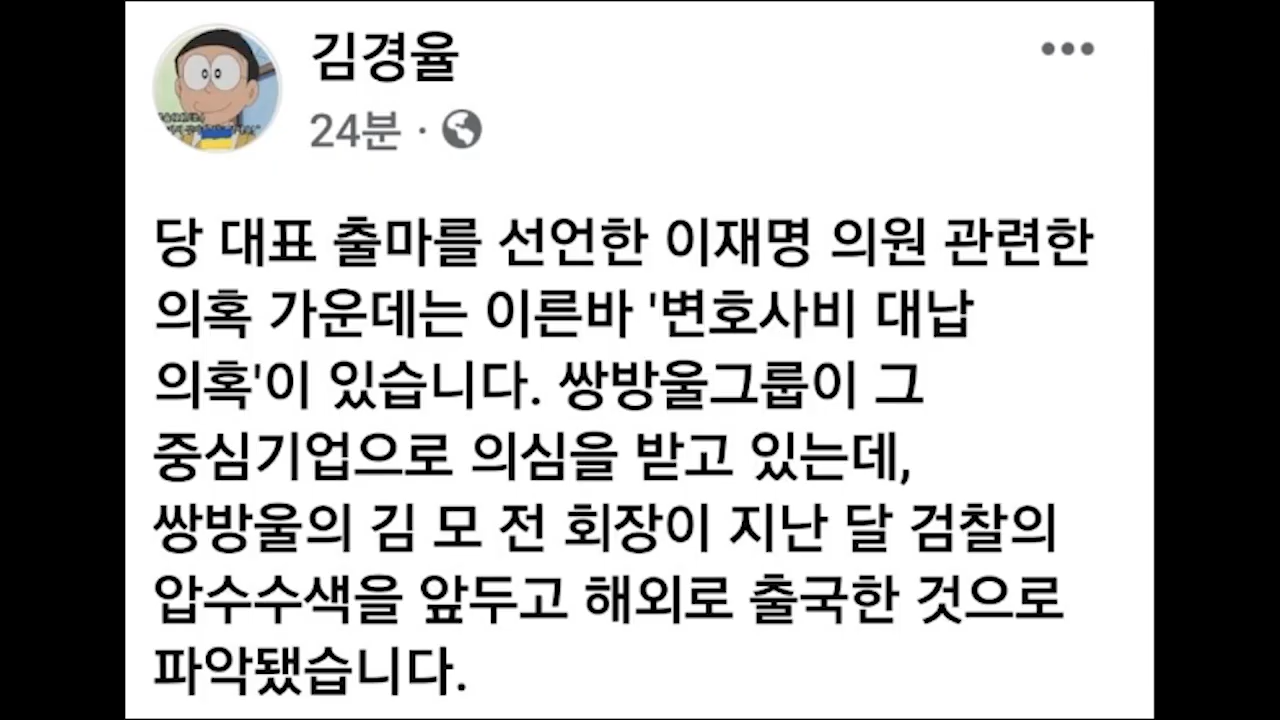 김경율
24분 ·
당 대표 출마를 선언한 이재명 의원 관련한
의혹 가운데는 이른바 '변호사비 대납
의혹'이 있습니다. 쌍방울그룹이 그
중심기업으로 의심을 받고 있는데,
쌍방울의 김 모 전 회장이 지난 달 검찰의
압수수색을 앞두고 해외로 출국한 것으로
파악됐습니다.